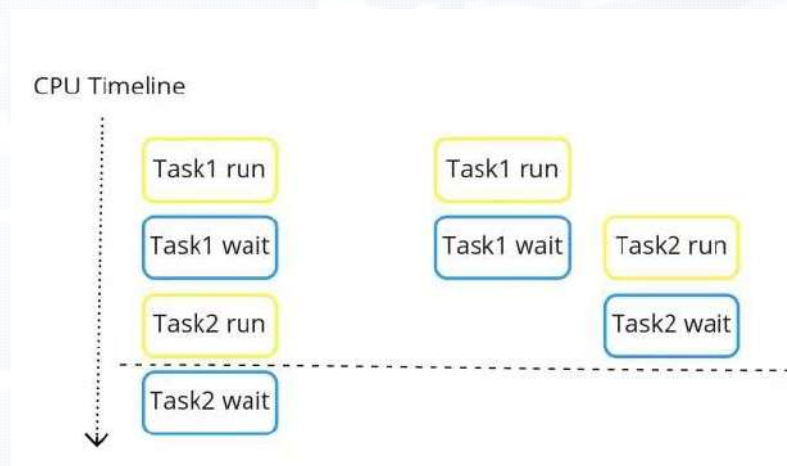 CPU Timeline
Task1 run
Task1 run
Task1 wait
Task1 wait
Task2 run
Task2 run
Task2 wait
Task2 wait